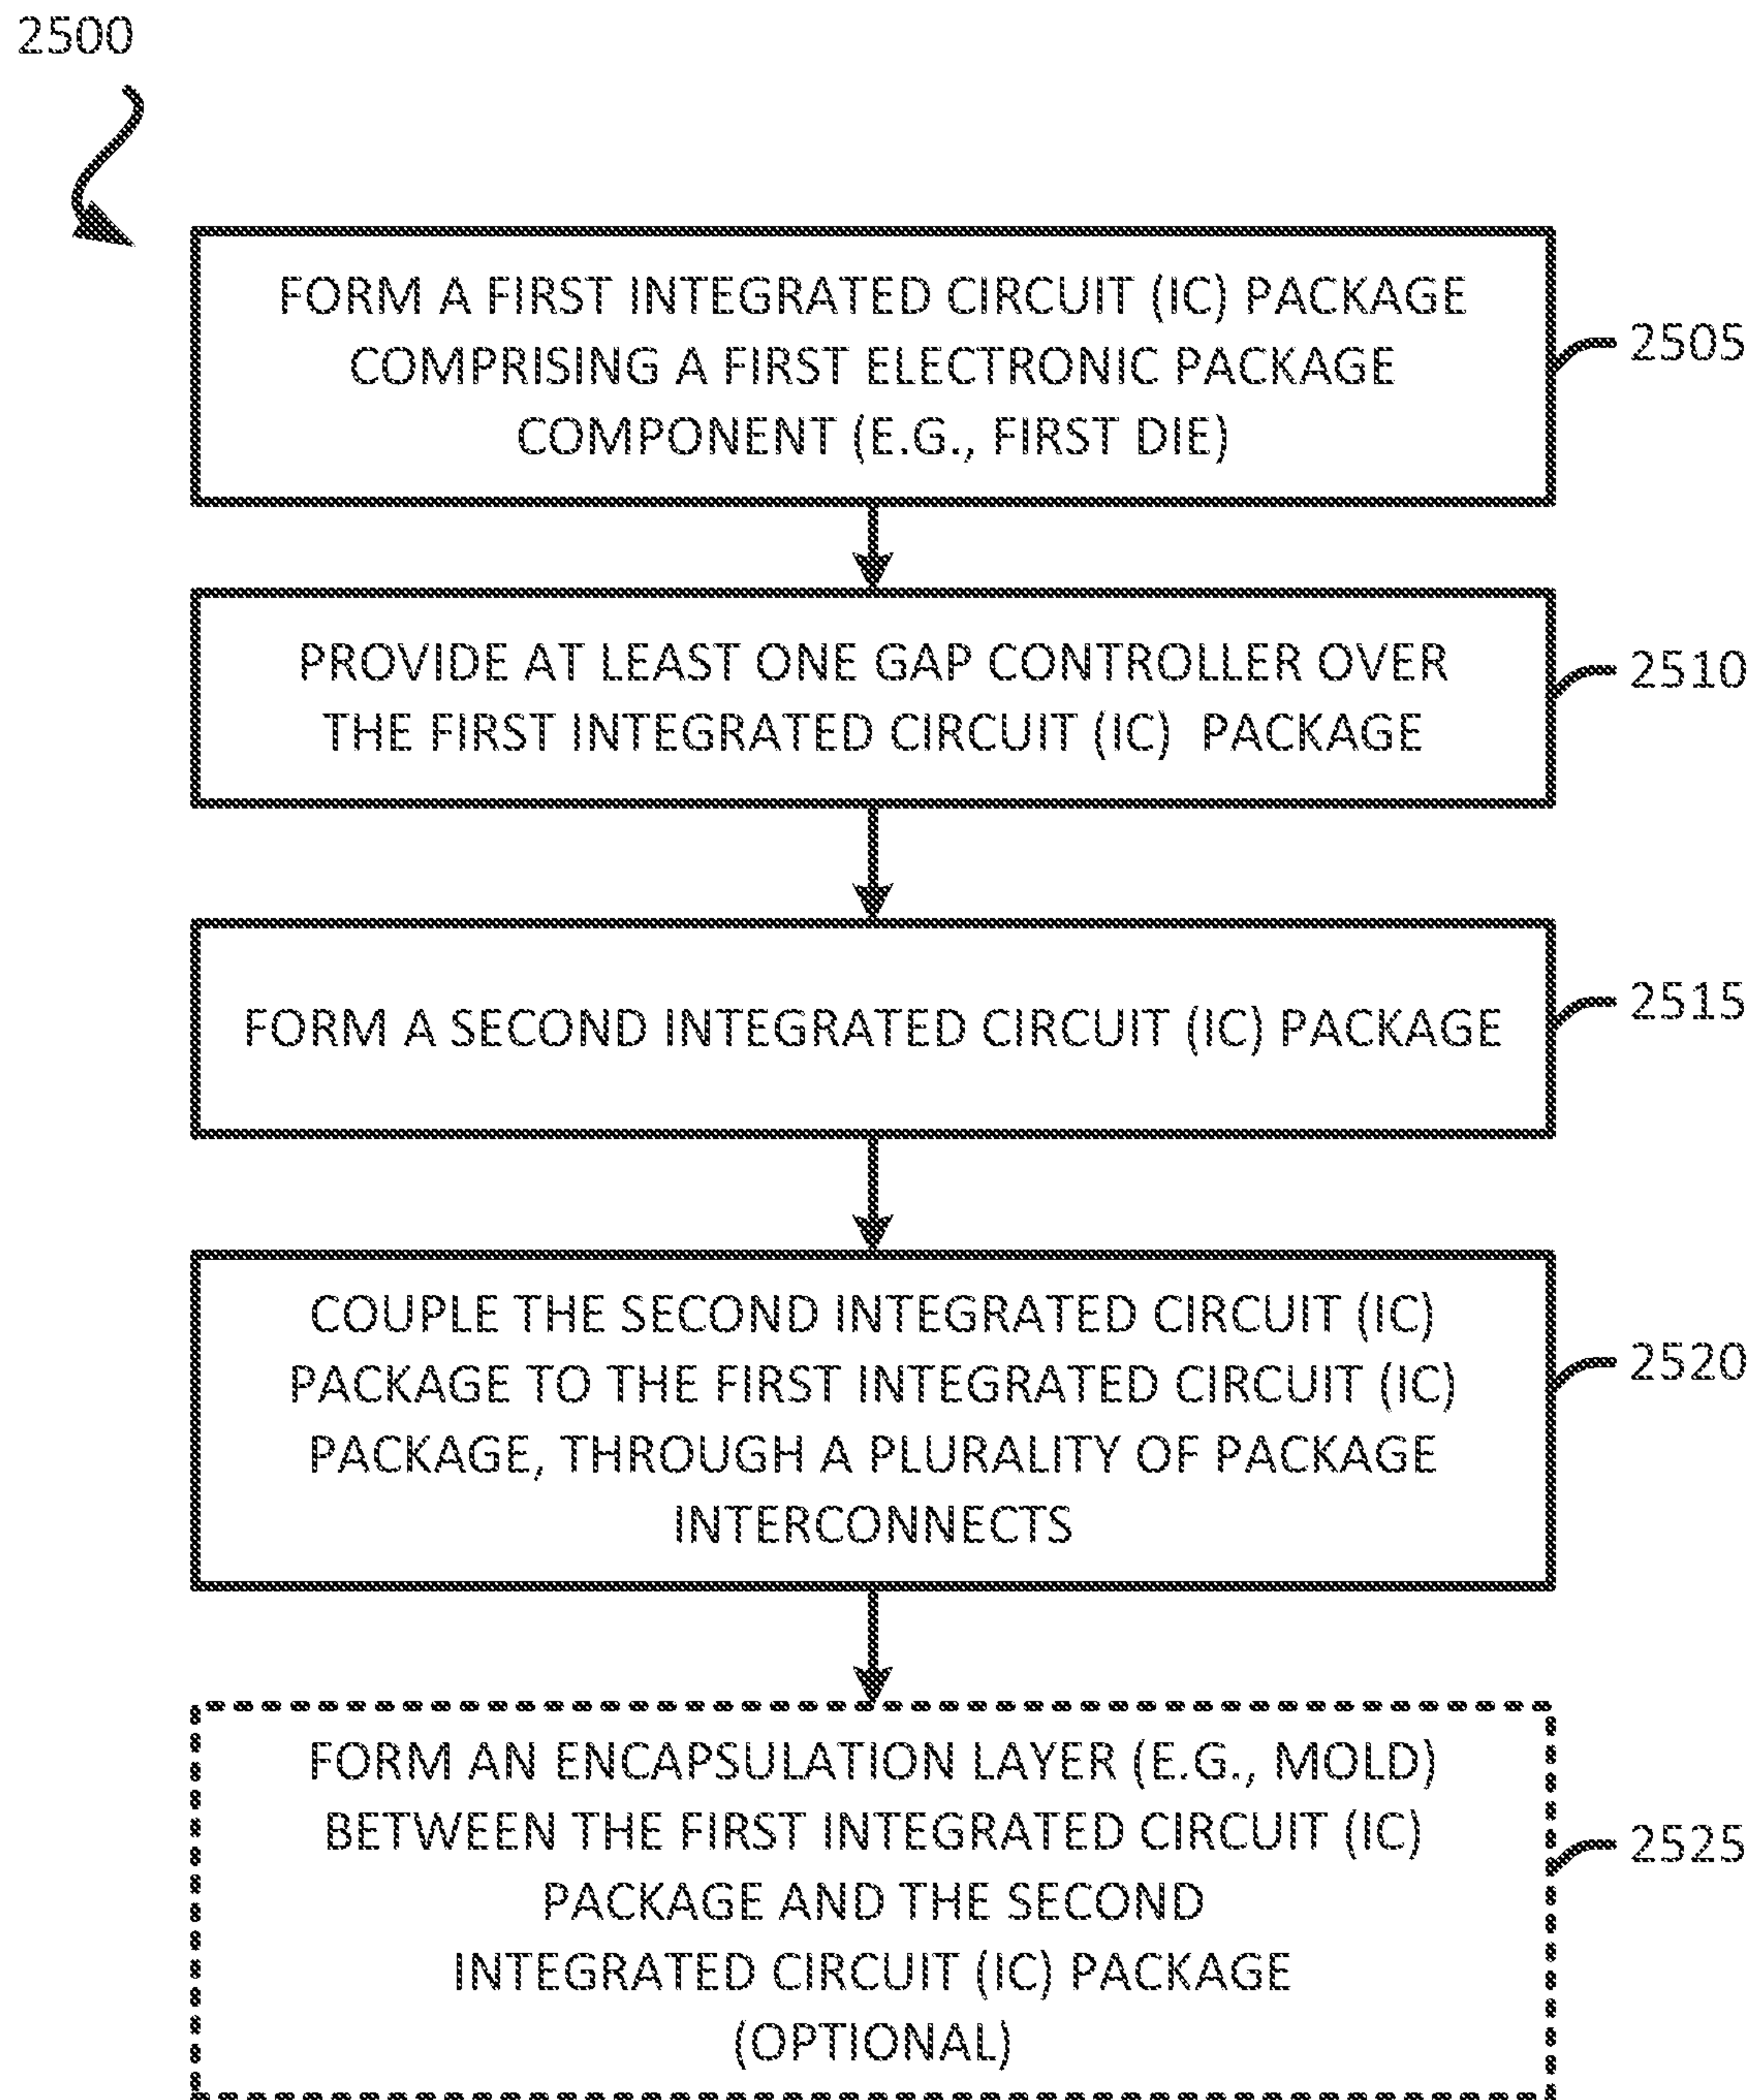 2500
FORM A FIRST INTEGRATED CIRCUIT (IC) PACKAGE
COMPRISING A FIRST ELECTRONIC PACKAGE
COMPONENT (E.G., FIRST DIE)
2505
PROVIDE AT LEAST ONE GAP CONTROLLER OVER
THE FIRST INTEGRATED CIRCUIT (IC) PACKAGE
2510
FORM A SECOND INTEGRATED CIRCUIT (IC) PACKAGE
2515
COUPLE THE SECOND INTEGRATED CIRCUIT (IC)
PACKAGE TO THE FIRST INTEGRATED CIRCUIT (IC)
PACKAGE, THROUGH A PLURALITY OF PACKAGE
INTERCONNECTS
2520
FORM AN ENCAPSULATION LAYER (E.G., MOLD)
BETWEEN THE FIRST INTEGRATED CIRCUIT (IC)
PACKAGE AND THE SECOND
INTEGRATED CIRCUIT (IC) PACKAGE
(OPTIONAL)
2525